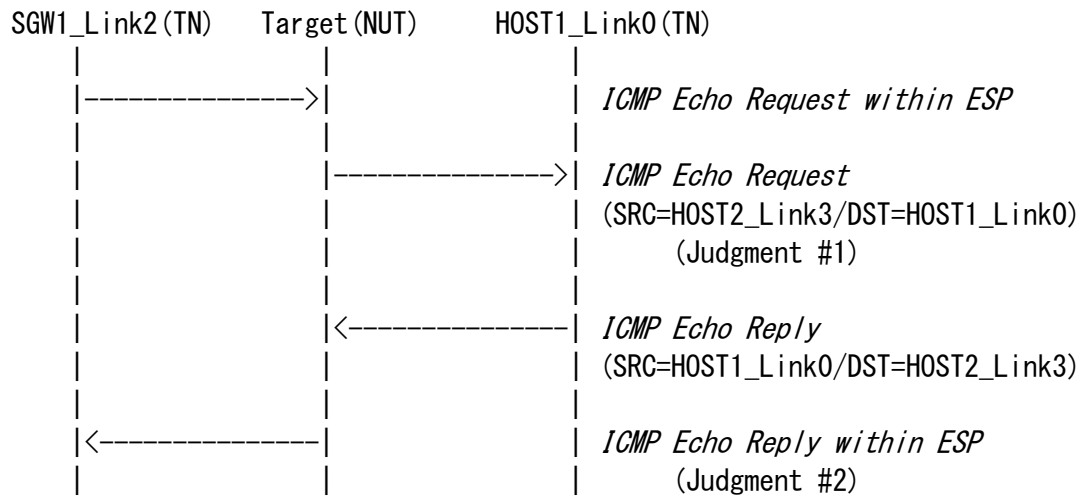 SGW1_Link2(TN) Target(NUT) HOST1_Link0(TN)
| | |
|--------------->| | ICMP Echo Request within ESP
| | |
| |--------------->| ICMP Echo Request
| | | (SRC=HOST2_Link3/DST=HOST1_Link0)
| | | (Judgment #1)
| | |
| |<---------------| ICMP Echo Reply
| | | (SRC=HOST1_Link0/DST=HOST2_Link3)
| | |
|<---------------| | ICMP Echo Reply within ESP
| | | (Judgment #2)